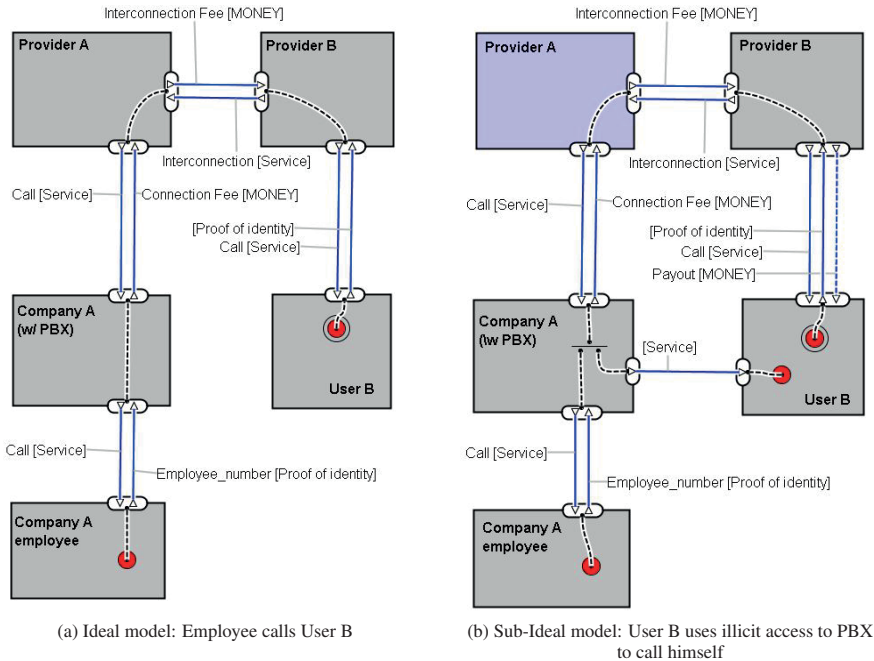 Interconnection Fee [MONEY]
Provider A
Provider B
Interconnection [Service]
Call [Service]
Connection Fee [MONEY]
[Proof of identity]
Call [Service]
Company A
(w/ PBX)
User B
Call [Service]
Employee_number [Proof of identity]
Company A
employee
(a) Ideal model: Employee calls User B
Interconnection Fee [MONEY]
Provider A
Provider B
Interconnection [Service]
Call [Service]
Connection Fee [MONEY]
[Proof of identity]
Call [Service]
Payout [MONEY]
Company A
(\w PBX)
[Service]
User B
Call [Service]
Employee_number [Proof of identity]
Company A
employee
(b) Sub-Ideal model: User B uses illicit access to PBX
to call himself